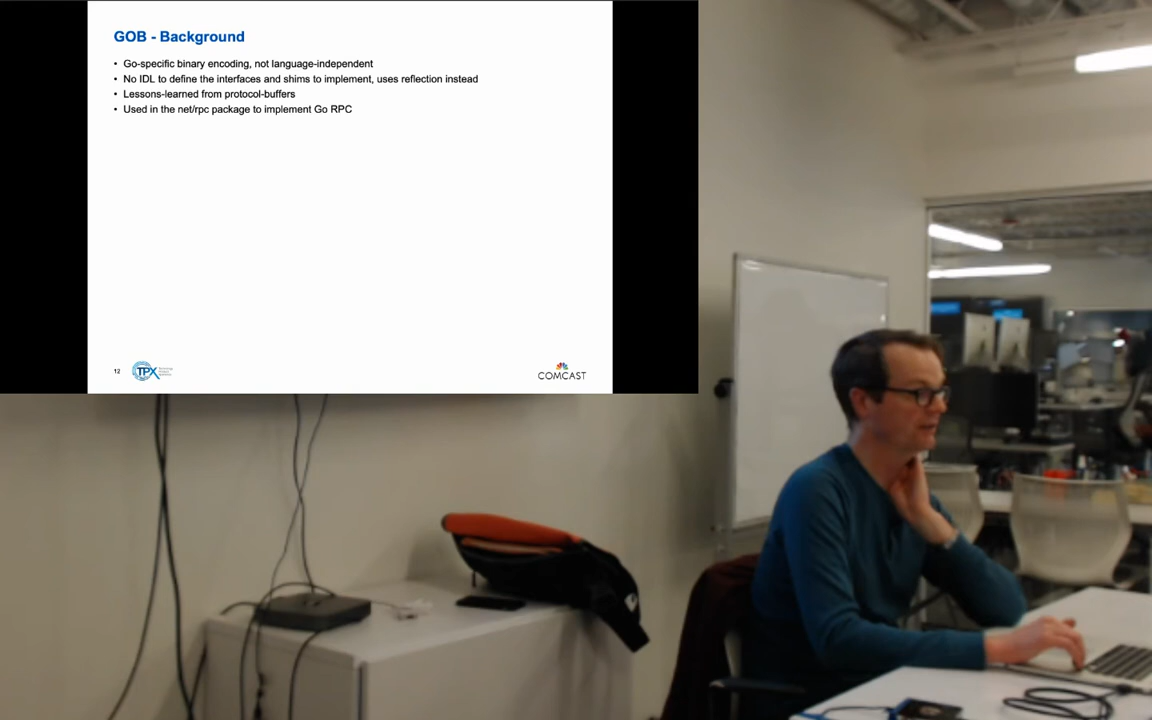 GOB - Background
• Go-specific binary encoding, not language-independent
• No IDL to define the interfaces and shims to implement, uses reflection instead
• Lessons-learned from protocol-buffers
• Used in the net/rpc package to implement Go RPC
12
TPX
COMCAST